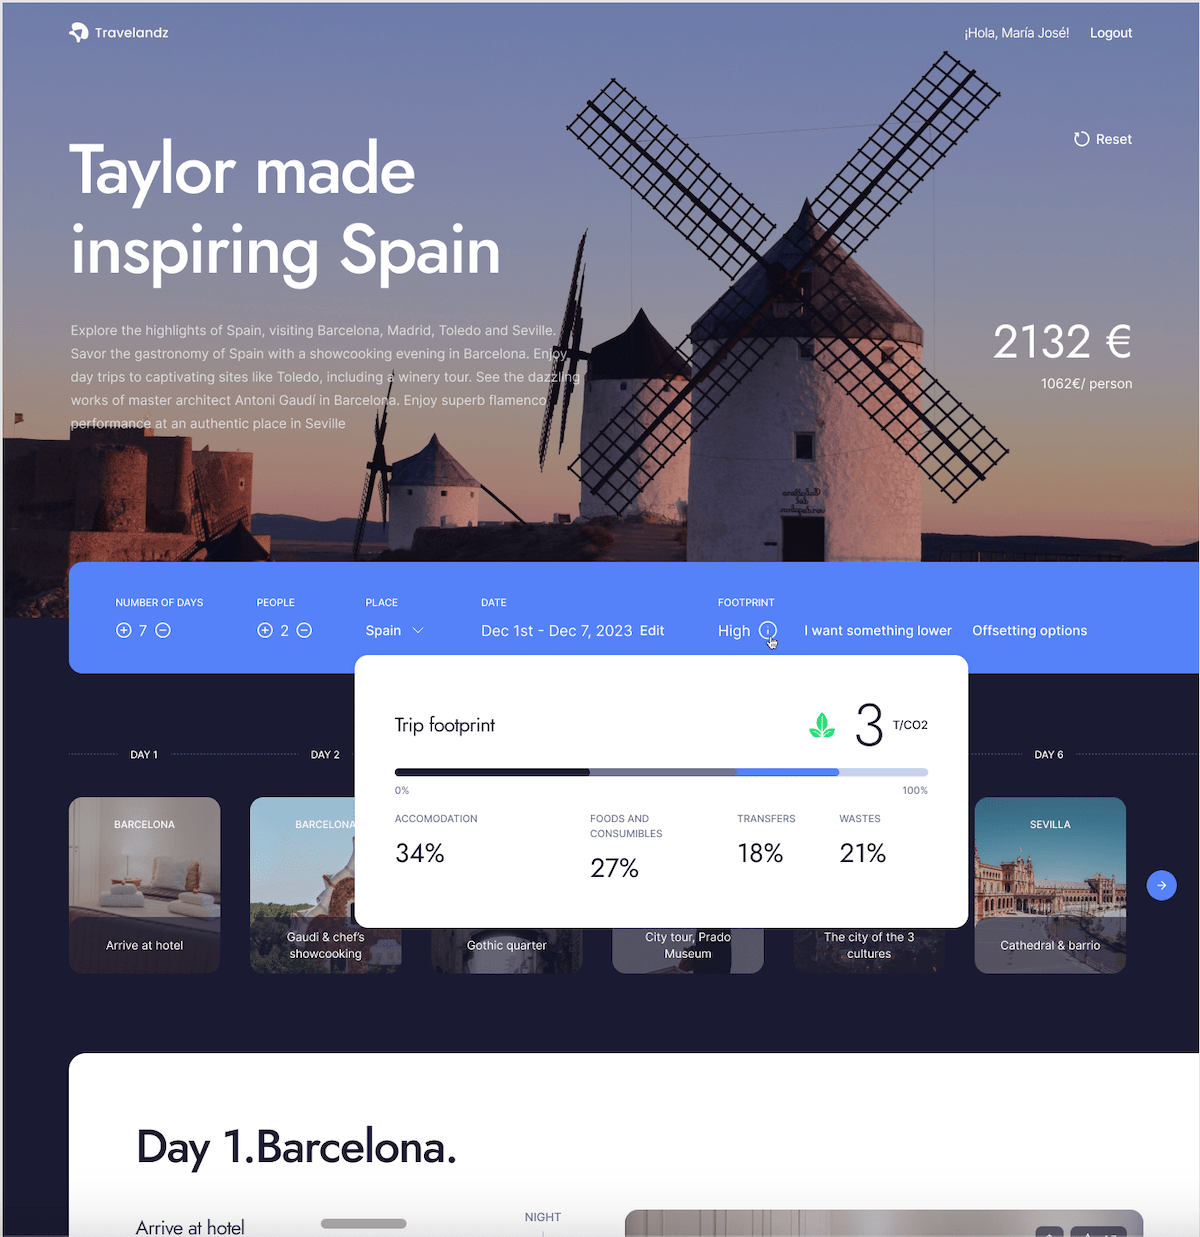 Travelandz
¡Hola, María José! Logout
Reset
Taylor made
inspiring Spain
Explore the highlights of Spain, visiting Barcelona, Madrid, Toledo and Seville.
Savor the gastronomy of Spain with a showcooking evening in Barcelona. Enjoy
day trips to captivating sites like Toledo, including a winery tour. See the dazzling
works of master architect Antoni Gaudí in Barcelona. Enjoy superb flamenco
performance at an authentic place in Seville
2132 €
1062€/ person
NUMBER OF DAYS
7
PEOPLE
2
PLACE
Spain
DATE
Dec 1st - Dec 7, 2023 Edit
FOOTPRINT
High
I want something lower
Offsetting options
Trip footprint
3 T/CO2
0%
100%
ACCOMODATION
34%
FOODS AND
CONSUMIBLES
27%
TRANSFERS
18%
WASTES
21%
DAY 1
BARCELONA
Arrive at hotel
DAY 2
BARCELONA
Gaudi & chef's
showcooking
Gothic quarter
City tour, Prado
Museum
The city of the 3
cultures
DAY 6
SEVILLA
Cathedral & barrio
Day 1.Barcelona.
Arrive at hotel
NIGHT